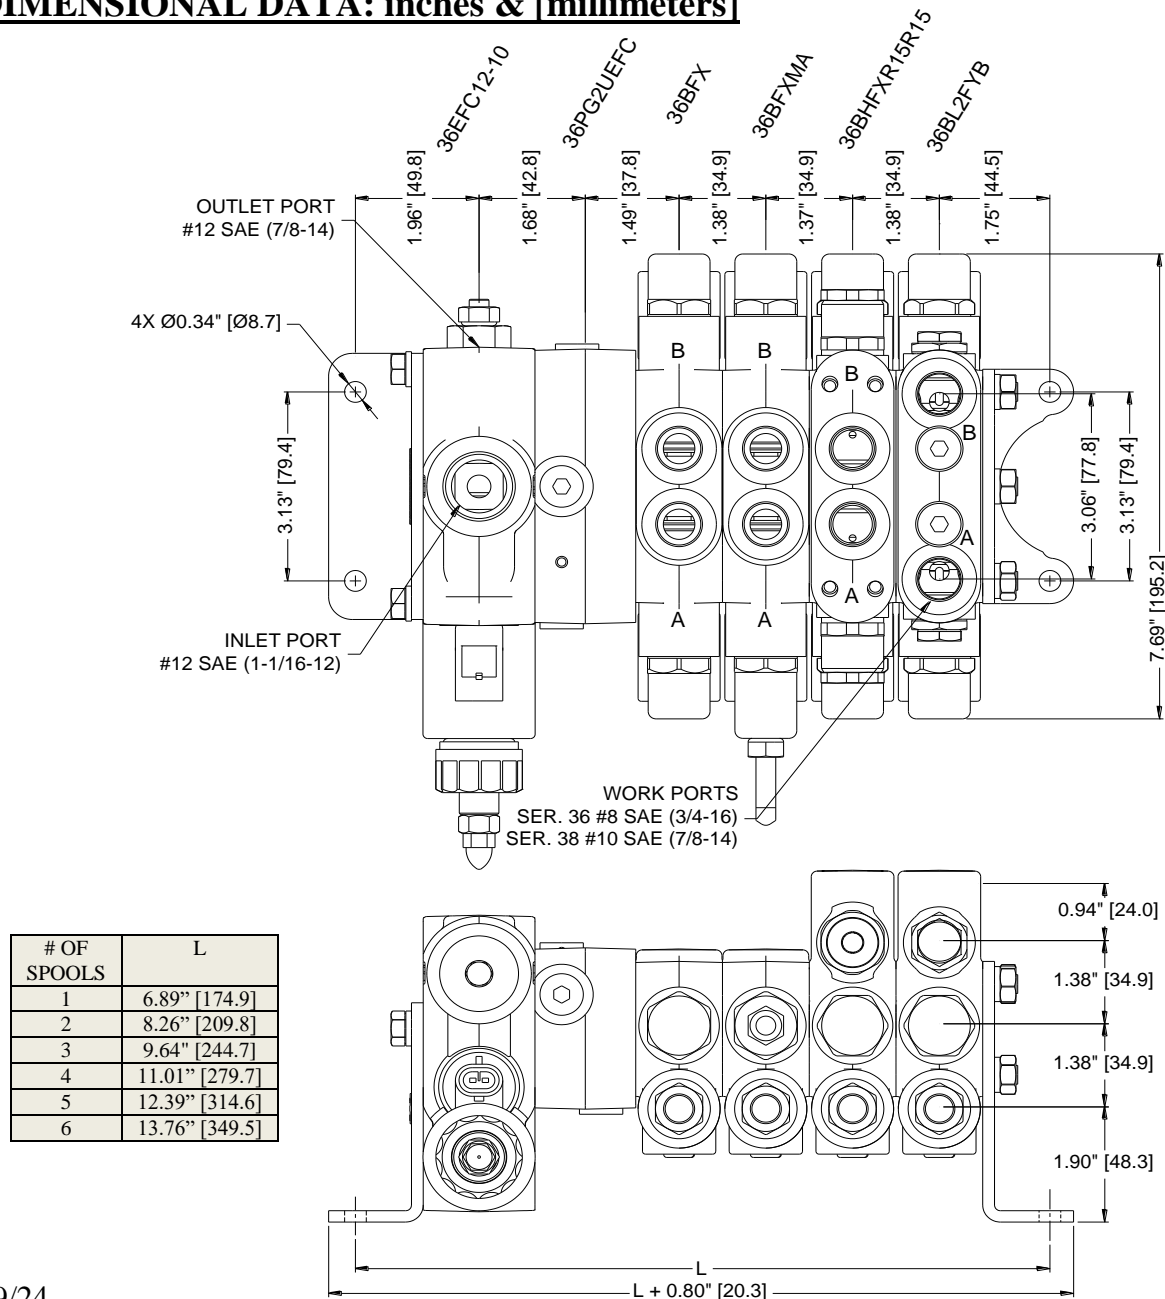 DIMENSIONAL DATA: inches & [millimeters]
36EFC12-10
36PG2UEFC
36BFX
36BFXMA
36BHFXR15R15
36BL2FYB
1.96" [49.8]
1.68" [42.8]
1.49" [37.8]
1.38" [34.9]
1.37" [34.9]
1.38" [34.9]
1.75" [44.5]
OUTLET PORT
#12 SAE (7/8-14)
4X Ø0.34" [Ø8.7]
B
B
B
B
3.13" [79.4]
3.06" [77.8]
3.13" [79.4]
7.69" [195.2]
A
A
A
A
INLET PORT
#12 SAE (1-1/16-12)
WORK PORTS
SER. 36 #8 SAE (3/4-16)
SER. 38 #10 SAE (7/8-14)
0.94" [24.0]
1.38" [34.9]
1.38" [34.9]
1.90" [48.3]
# OF SPOOLS L
1 6.89” [174.9]
2 8.26” [209.8]
3 9.64" [244.7]
4 11.01” [279.7]
5 12.39” [314.6]
6 13.76” [349.5]
L
L + 0.80" [20.3]
9/24